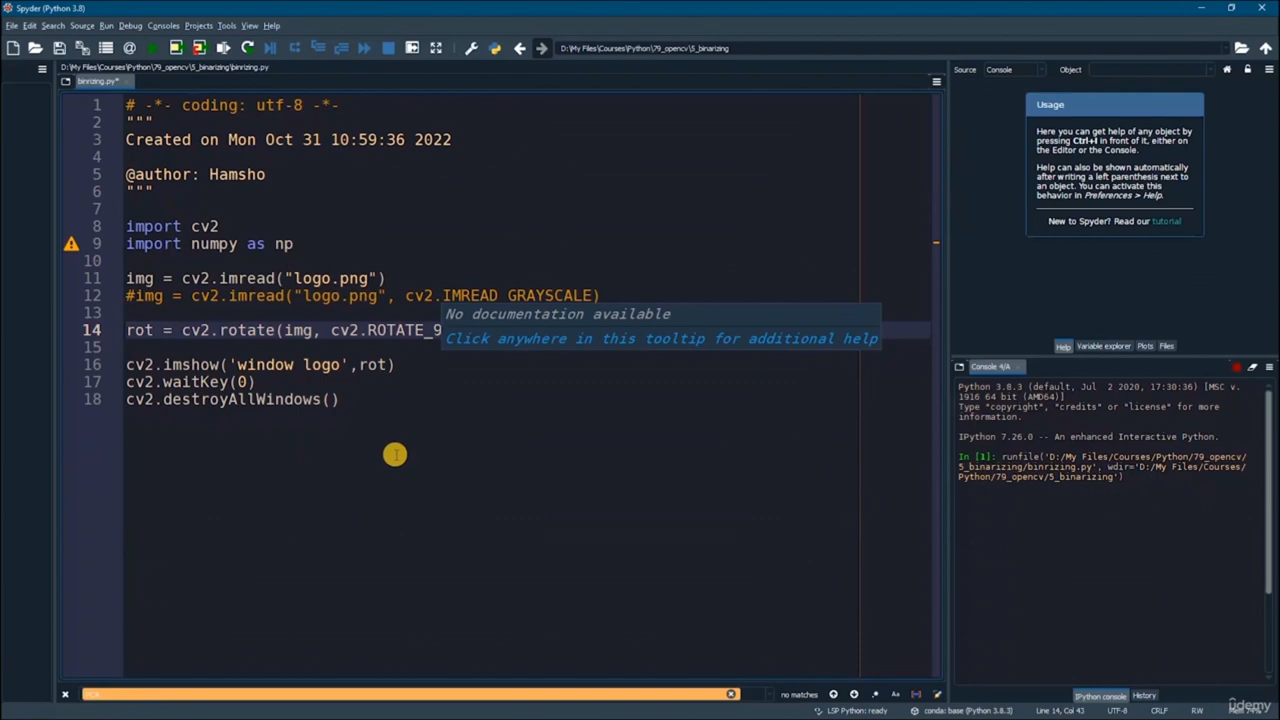 Spyder (Python 3.8)
File Edit Search Source Run Debug Consoles Projects Tools View Help
D:\My Files\Courses\Python\79_opencv\5_binarizing
D:\My Files\Courses\Python\79_opencv\5_binarizing\binrizing.py
binrizing.py*
1 # -*- coding: utf-8 -*-
2 """
3 Created on Mon Oct 31 10:59:36 2022
4
5 @author: Hamsho
6 """
7
8 import cv2
9 import numpy as np
10
11 img = cv2.imread("logo.png")
12 #img = cv2.imread("logo.png", cv2.IMREAD_GRAYSCALE)
13
14 rot = cv2.rotate(img, cv2.ROTATE_9
No documentation available
Click anywhere in this tooltip for additional help
15
16 cv2.imshow('window logo',rot)
17 cv2.waitKey(0)
18 cv2.destroyAllWindows()
no matches
Aa
Source Console Object
Usage
Here you can get help of any object by
pressing Ctrl+I in front of it, either on
the Editor or the Console.
Help can also be shown automatically
after writing a left parenthesis next to
an object. You can activate this
behavior in Preferences > Help.
New to Spyder? Read our tutorial
Help Variable explorer Plots Files
Console 4/A
Python 3.8.3 (default, Jul 2 2020, 17:30:36) [MSC v.
1916 64 bit (AMD64)]
Type "copyright", "credits" or "license" for more
information.
IPython 7.26.0 -- An enhanced Interactive Python.
In [1]: runfile('D:/My Files/Courses/Python/79_opencv/
5_binarizing/binrizing.py', wdir='D:/My Files/Courses/
Python/79_opencv/5_binarizing')
IPython console History
LSP Python: ready conda: base (Python 3.8.3) Line 14, Col 43 UTF-8 CRLF RW
ûdemy